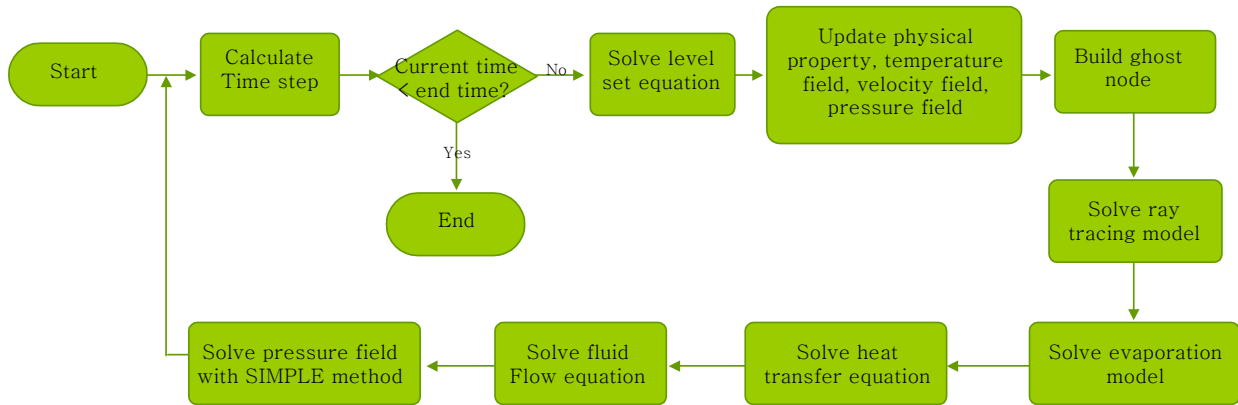 Start
Calculate
Time step
Current time
< end time?
No
Yes
End
Solve level
set equation
Update physical
property, temperature
field, velocity field,
pressure field
Build ghost
node
Solve ray
tracing model
Solve evaporation
model
Solve heat
transfer equation
Solve fluid
Flow equation
Solve pressure field
with SIMPLE method